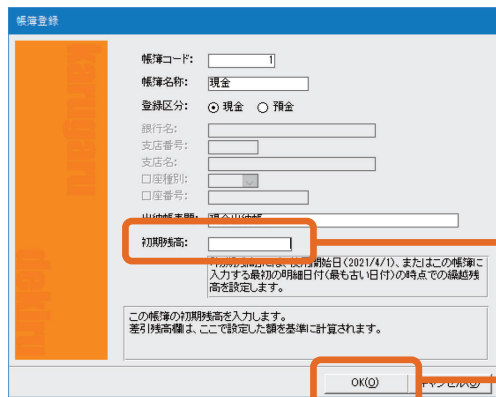 帳簿登録
karugaru
dekiru
帳簿コード: 1
帳簿名称: 現金
登録区分: 現金 預金
銀行名:
支店番号:
支店名:
口座種別:
口座番号:
初期残高:
開始日(2021/4/1)、またはこの帳簿に
入力する最初の明細日付(最も古い日付)の時点での繰越残
高を設定します。
この帳簿の初期残高を入力します。
差引残高欄は、ここで設定した額を基準に計算されます。
OK(O)